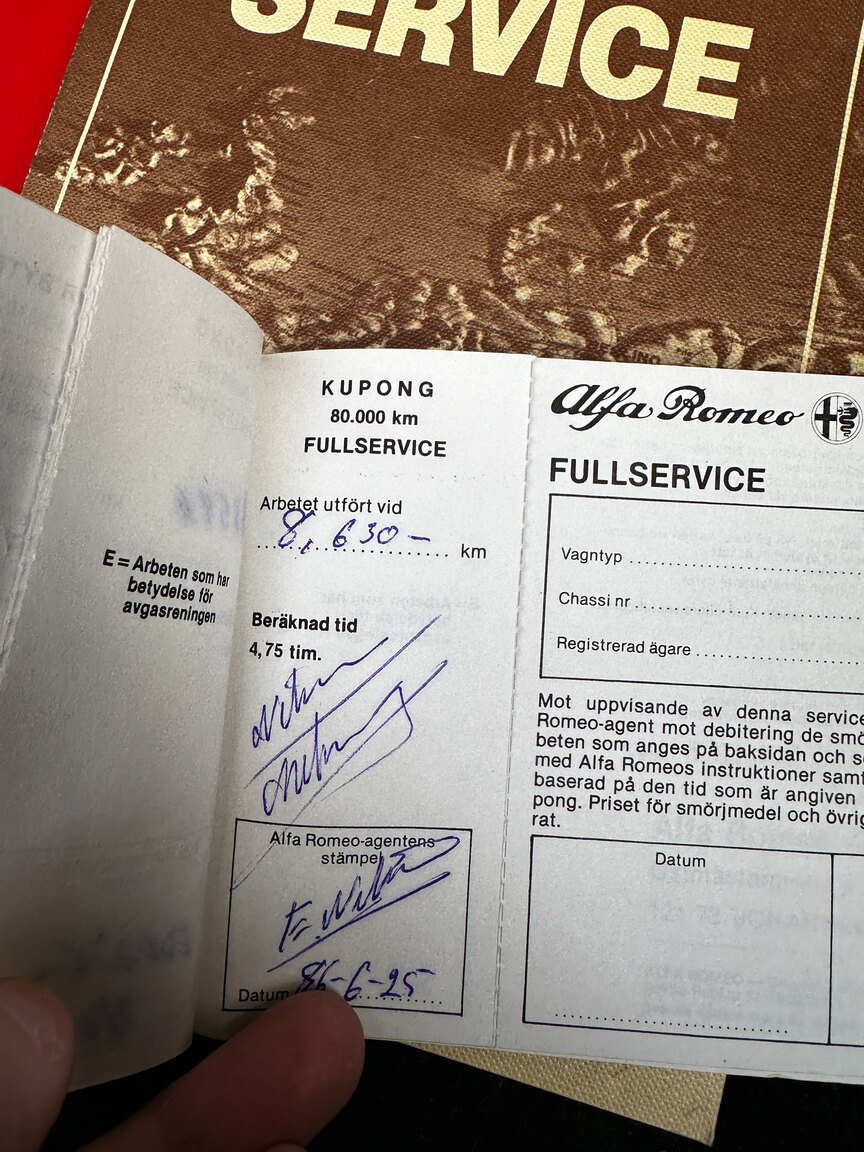 SERVICE
KUPONG
80.000 km
FULLSERVICE
Arbetet utfört vid
8,630-
km
E = Arbeten som har
betydelse för
avgasreningen
Beräknad tid
4,75 tim.
Alfa Romeo-agentens
stämpel
Datum 86-6-25
Alfa Romeo
FULLSERVICE
Vagntyp
Chassi nr
Registrerad ägare
Mot uppvisande av denna service
Romeo-agent mot debitering de smö
beten som anges på baksidan och s
med Alfa Romeos instruktioner samt
baserad på den tid som är angiven
pong. Priset för smörjmedel och övrig
rat.
Datum